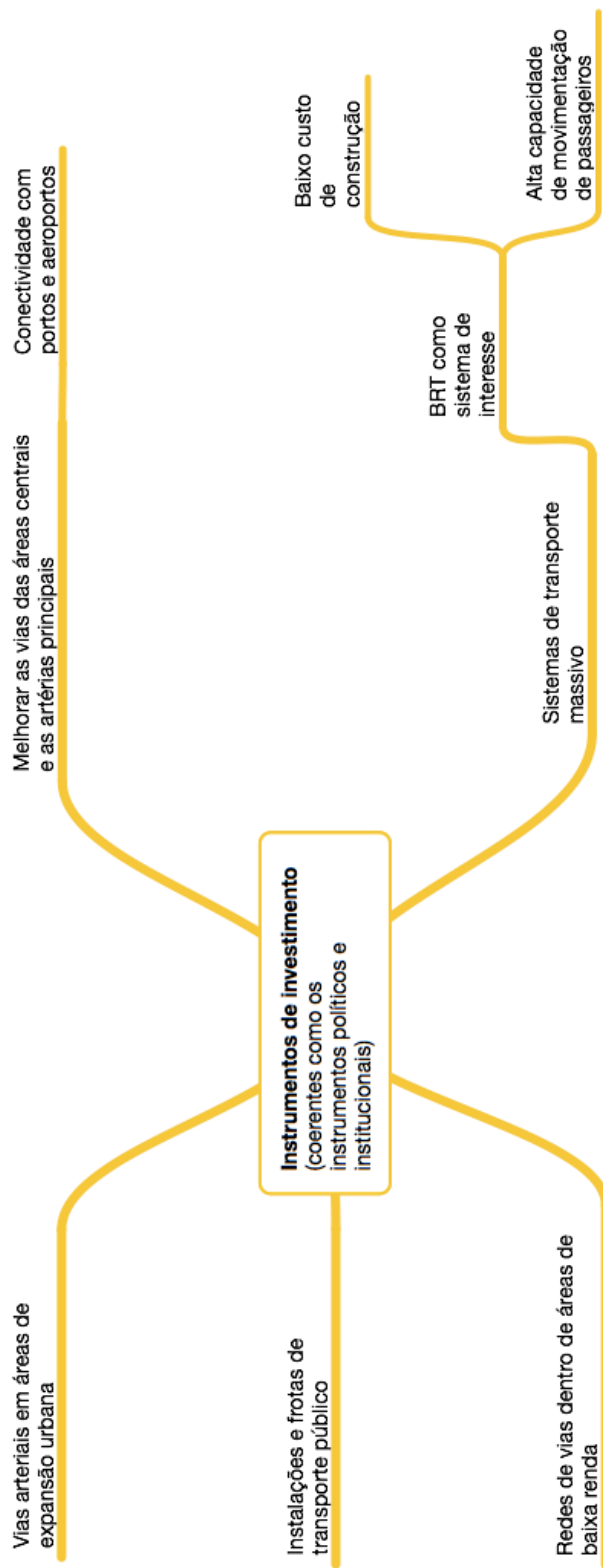 Vias arteriais em áreas de
expansão urbana
Instalações e frotas de
transporte público
Redes de vias dentro de áreas de
baixa renda
Instrumentos de investimento
(coerentes como os
instrumentos políticos e
institucionais)
Melhorar as vias das áreas centrais
e as artérias principais
Conectividade com
portos e aeroportos
Sistemas de transporte
massivo
BRT como
sistema de
interesse
Baixo custo
de
construção
Alta capacidade
de movimentação
de passageiros